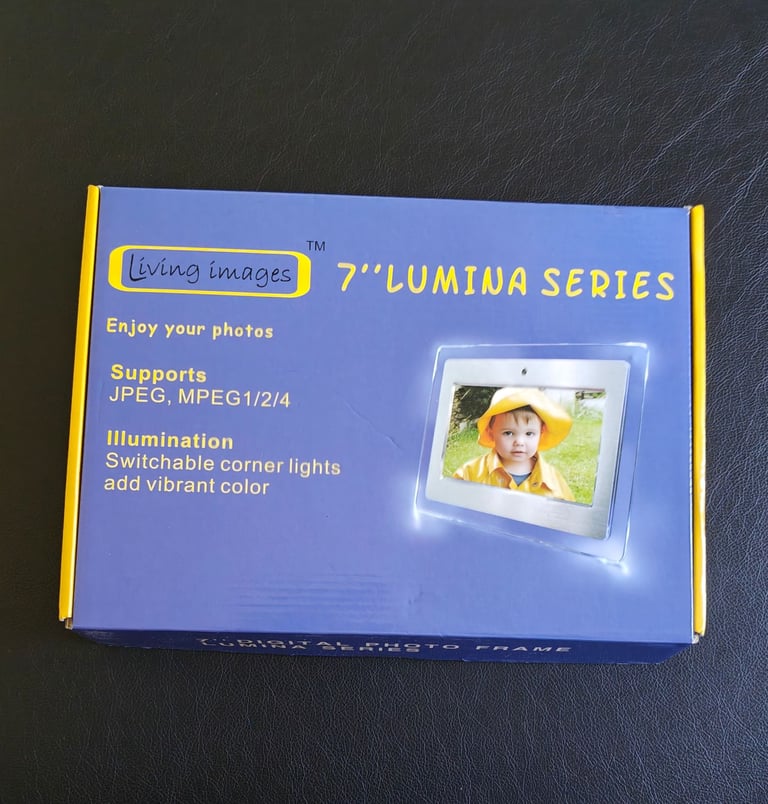 Living images TM
7''LUMINA SERIES
Enjoy your photos
Supports
JPEG, MPEG1/2/4
Illumination
Switchable corner lights
add vibrant color
7'' DIGITAL PHOTO FRAME
LUMINA SERIES